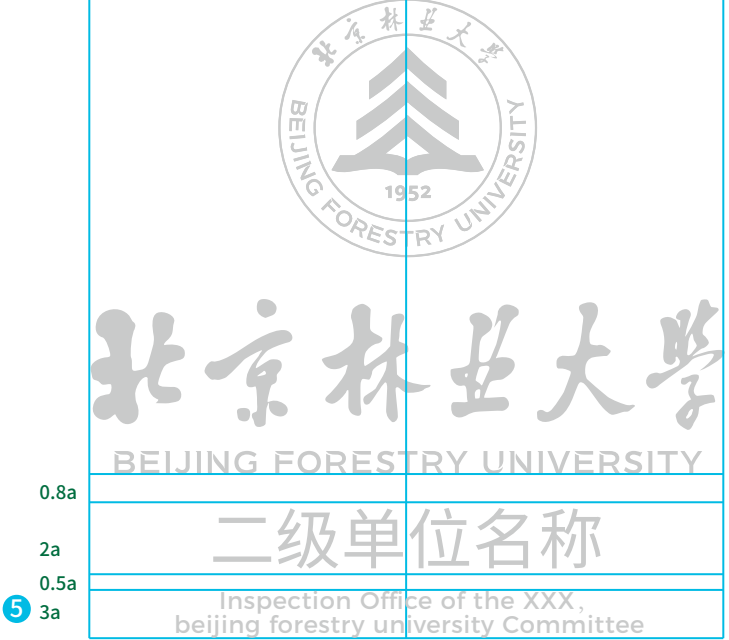 北京林业大學
BEIJING FORESTRY UNIVERSITY
1952
北京林业大學
BEIJING FORESTRY UNIVERSITY
0.8a
二级单位名称
2a
0.5a
Inspection Office of the XXX,
5 3a
beijing forestry university Committee